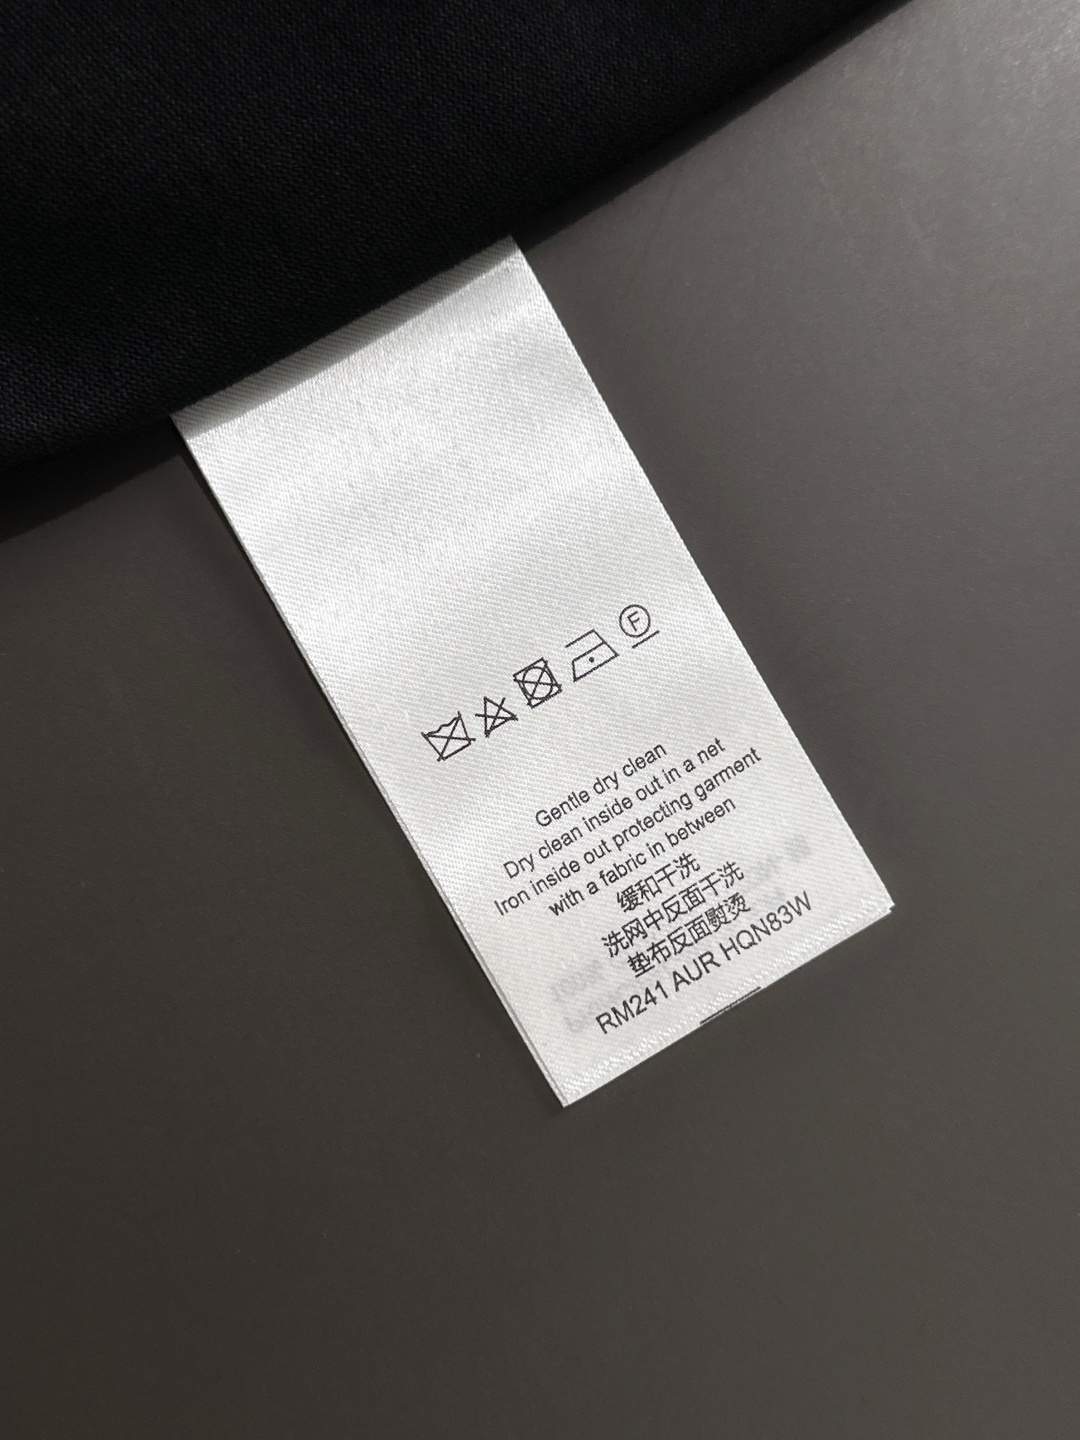 F
Gentle dry clean
Dry clean inside out in a net
Iron inside out protecting garment
with a fabric in between
缓和干洗
洗网中反面干洗
垫布反面熨烫
RM241 AUR HQN83W